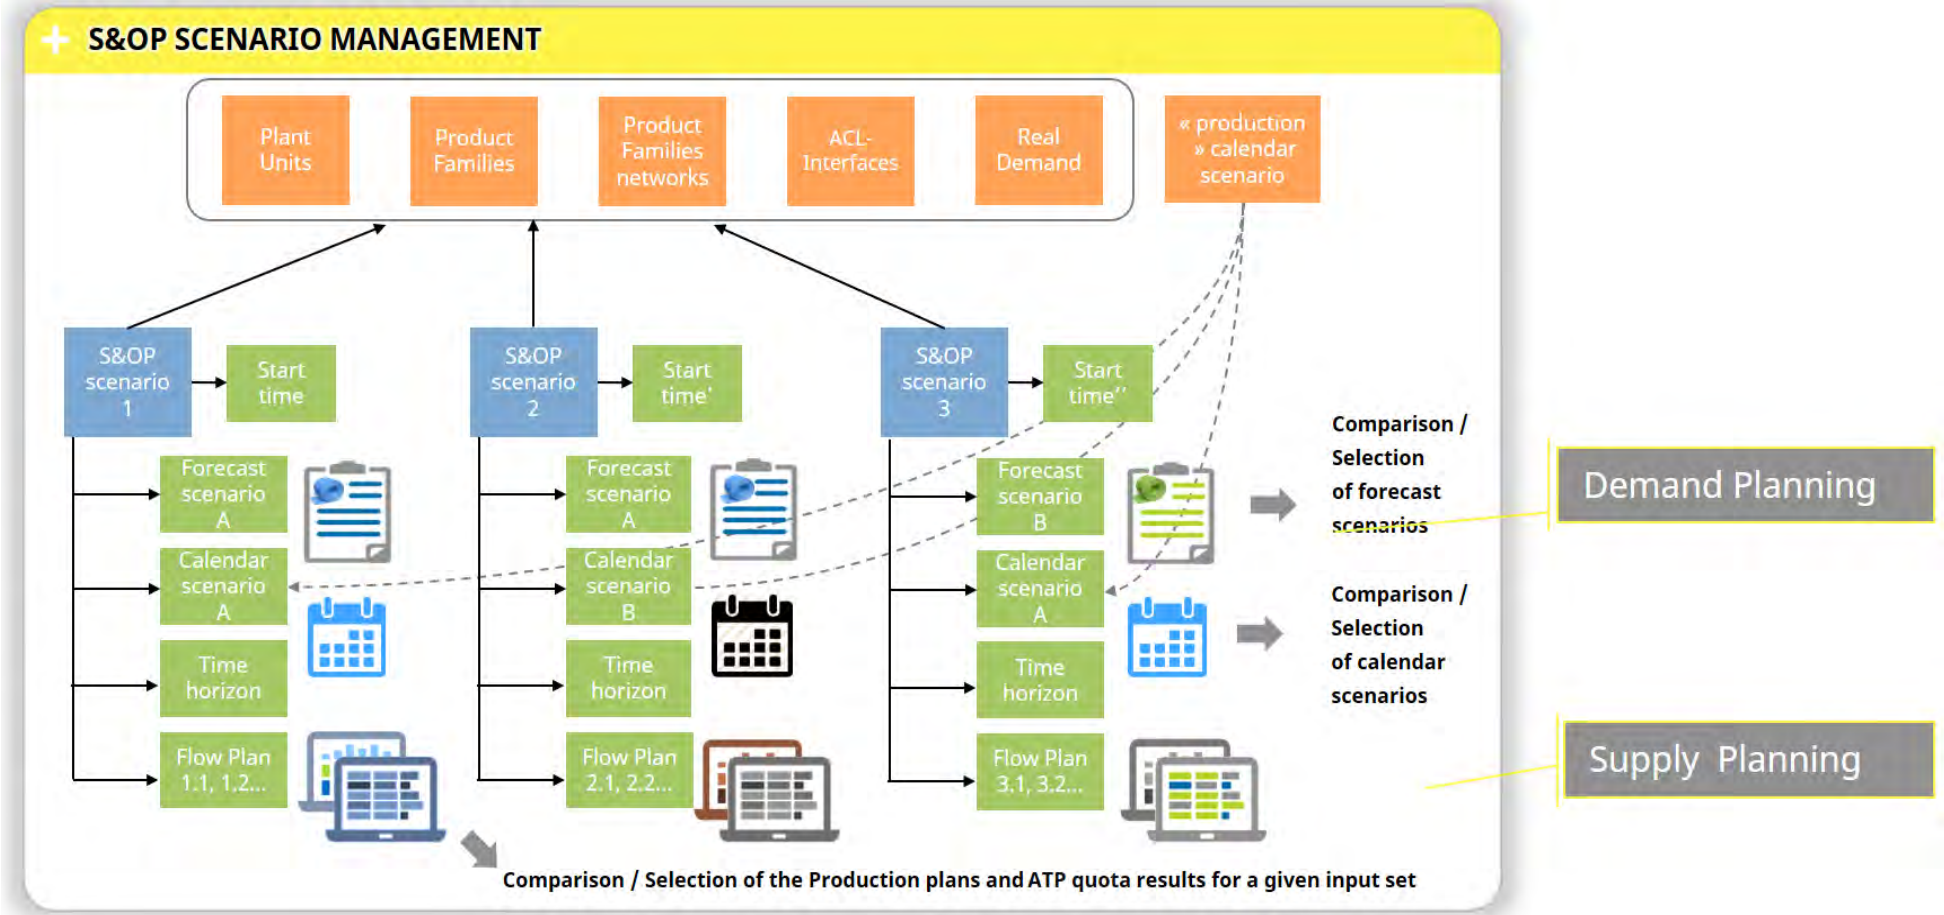 S&OP SCENARIO MANAGEMENT
Plant
Units
Product
Families
Product
Families
networks
ACL-
Interfaces
Real
Demand
« production
» calendar
scenario
S&OP
scenario
1
Start
time
S&OP
scenario
2
Start
time'
S&OP
scenario
3
Start
time''
Forecast
scenario
A
Calendar
scenario
A
Time
horizon
Flow Plan
1.1, 1.2...
Forecast
scenario
A
Calendar
scenario
B
Time
horizon
Flow Plan
2.1, 2.2...
Forecast
scenario
B
Calendar
scenario
A
Time
horizon
Flow Plan
3.1, 3.2...
Comparison /
Selection
of forecast
scenarios
Comparison /
Selection
of calendar
scenarios
Demand Planning
Supply Planning
Comparison / Selection of the Production plans and ATP quota results for a given input set